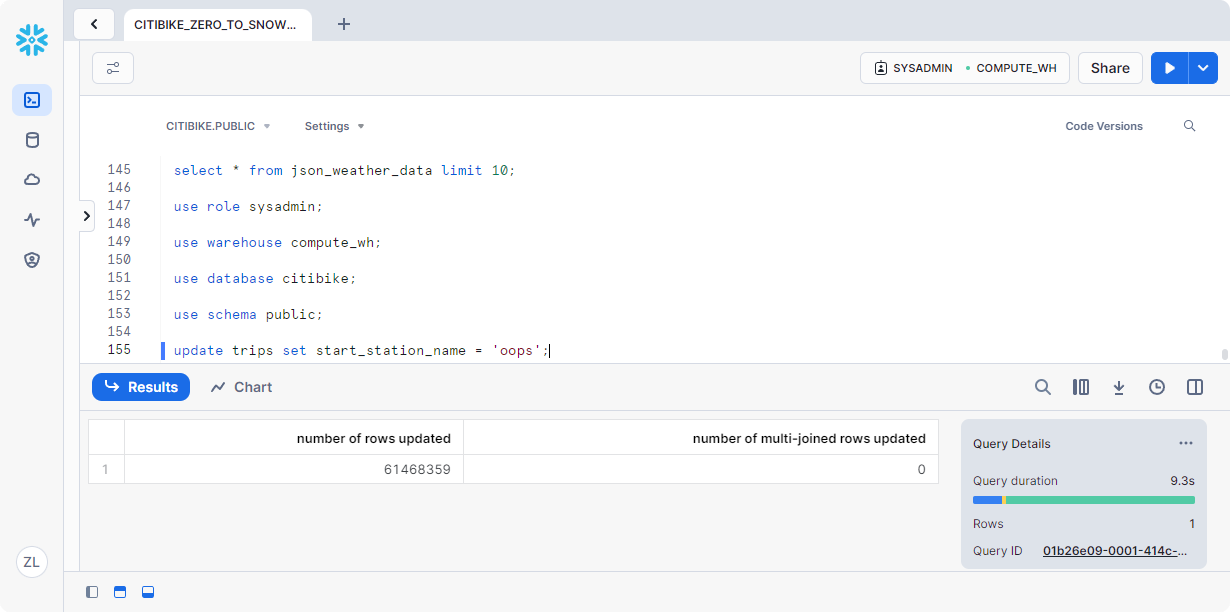 CITIBIKE_ZERO_TO_SNOW...
SYSADMIN COMPUTE_WH
Share
CITIBIKE.PUBLIC Settings Code Versions
145 select * from json_weather_data limit 10;
146
147 use role sysadmin;
148
149 use warehouse compute_wh;
150
151 use database citibike;
152
153 use schema public;
154
155 update trips set start_station_name = 'oops';
Results Chart
number of rows updated number of multi-joined rows updated
1 61468359 0
Query Details ...
Query duration 9.3s
Rows 1
Query ID 01b26e09-0001-414c-...
ZL